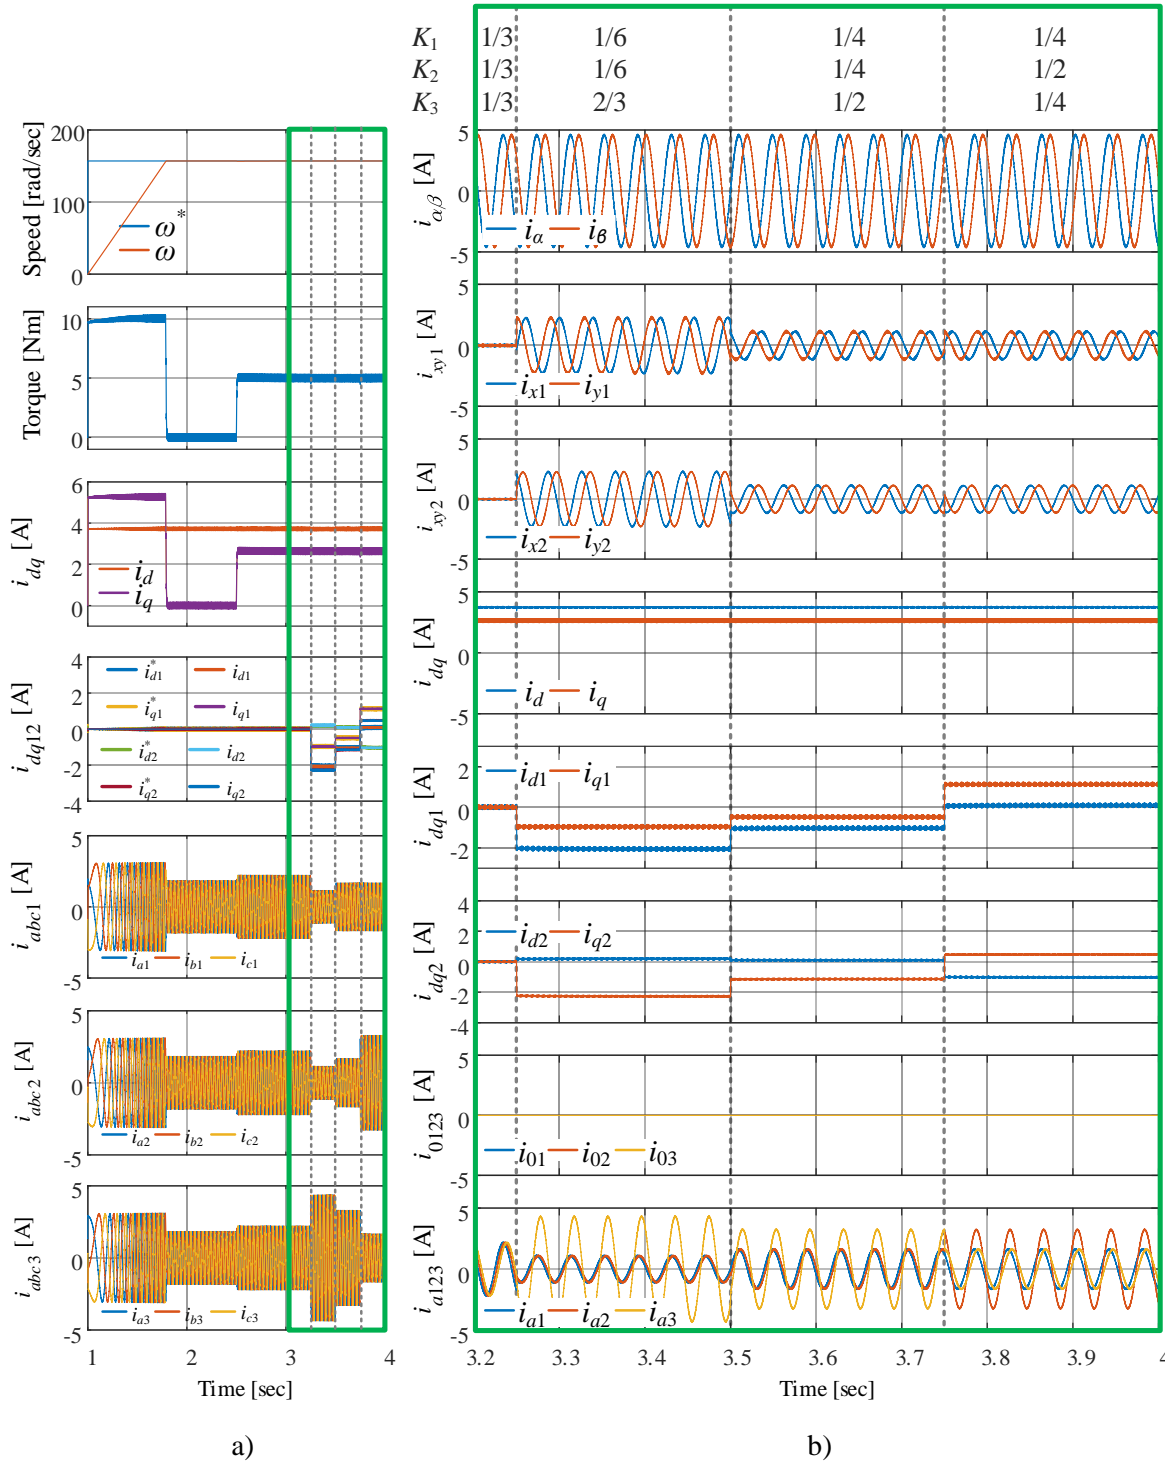 K1 1/3 1/6 1/4 1/4
K2 1/3 1/6 1/4 1/2
K3 1/3 2/3 1/2 1/4
Speed [rad/sec]
200
100
0
ω*
ω
Torque [Nm]
10
5
0
idq [A]
6
4
2
0
id
iq
idq12 [A]
4
2
0
-2
-4
i*d1 id1
i*q1 iq1
i*d2 id2
i*q2 iq2
iabc1 [A]
5
0
-5
ia1 ib1 ic1
iabc2 [A]
5
0
-5
ia2 ib2 ic2
iabc3 [A]
5
0
-5
ia3 ib3 ic3
1 2 3 4
Time [sec]
a)
iα/β [A]
5
0
-5
iα iβ
ixy1 [A]
5
0
-5
ix1 iy1
ixy2 [A]
5
0
-5
ix2 iy2
idq [A]
5
0
-5
id iq
idq1 [A]
2
0
-2
id1 iq1
idq2 [A]
4
2
0
-2
-4
id2 iq2
i0123 [A]
5
0
-5
i01 i02 i03
ia123 [A]
5
0
-5
ia1 ia2 ia3
3.2 3.3 3.4 3.5 3.6 3.7 3.8 3.9 4
Time [sec]
b)